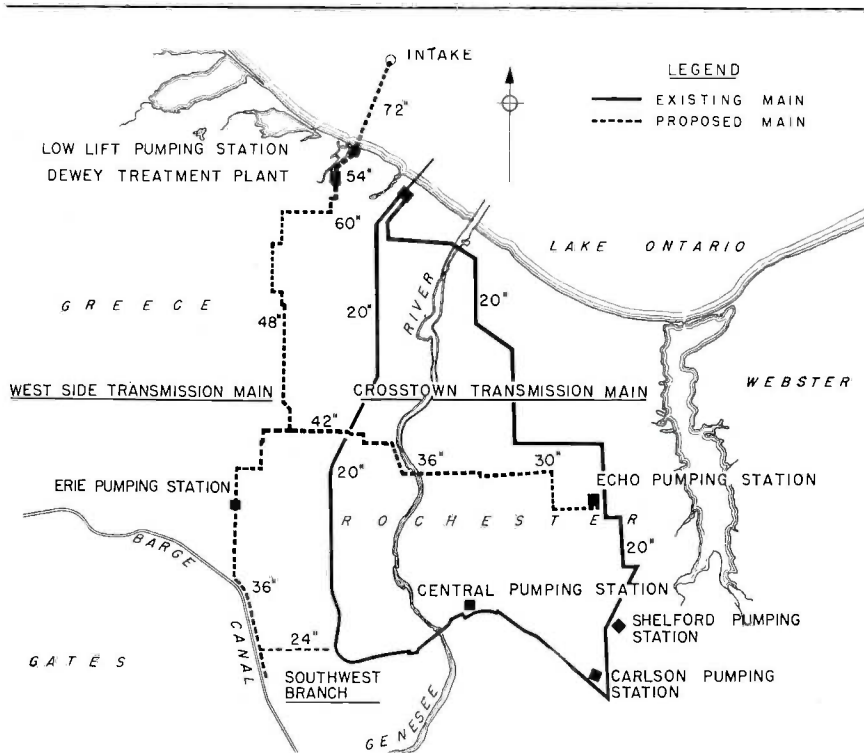 INTAKE
LEGEND
EXISTING MAIN
PROPOSED MAIN
72"
LOW LIFT PUMPING STATION
DEWEY TREATMENT PLANT
54"
60"
LAKE ONTARIO
GREECE
20"
RIVER
20"
48"
WEST SIDE TRANSMISSION MAIN
CROSSTOWN TRANSMISSION MAIN
WEBSTER
42"
20"
36"
30"
ECHO PUMPING STATION
ERIE PUMPING STATION
ROCHESTER
BARGE
20"
36"
CENTRAL PUMPING STATION
SHELFORD PUMPING
STATION
CANAL
24"
GATES
SOUTHWEST
BRANCH
CARLSON PUMPING
STATION
GENESEE